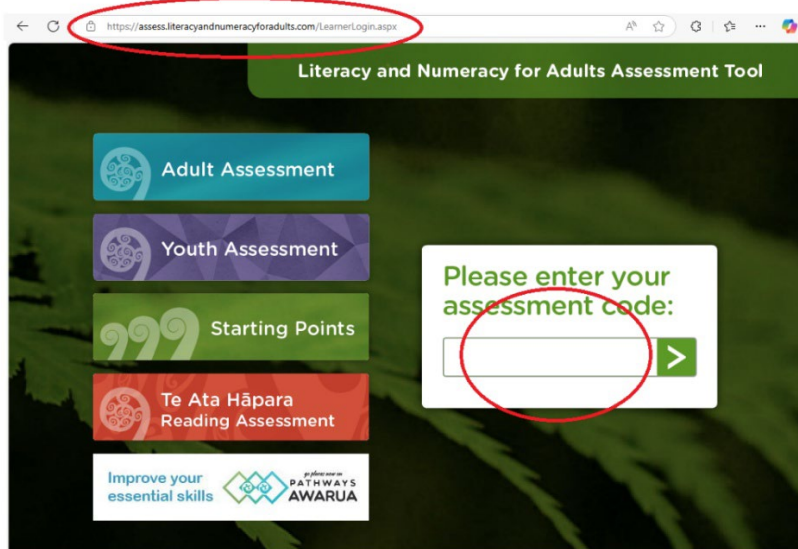 https://assess.literacyandnumeracyforadults.com/LearnerLogin.aspx
Literacy and Numeracy for Adults Assessment Tool
Adult Assessment
Youth Assessment
Starting Points
Te Ata Hāpara
Reading Assessment
Improve your
essential skills
PATHWAYS
AWARUA
Please enter your
assessment code: